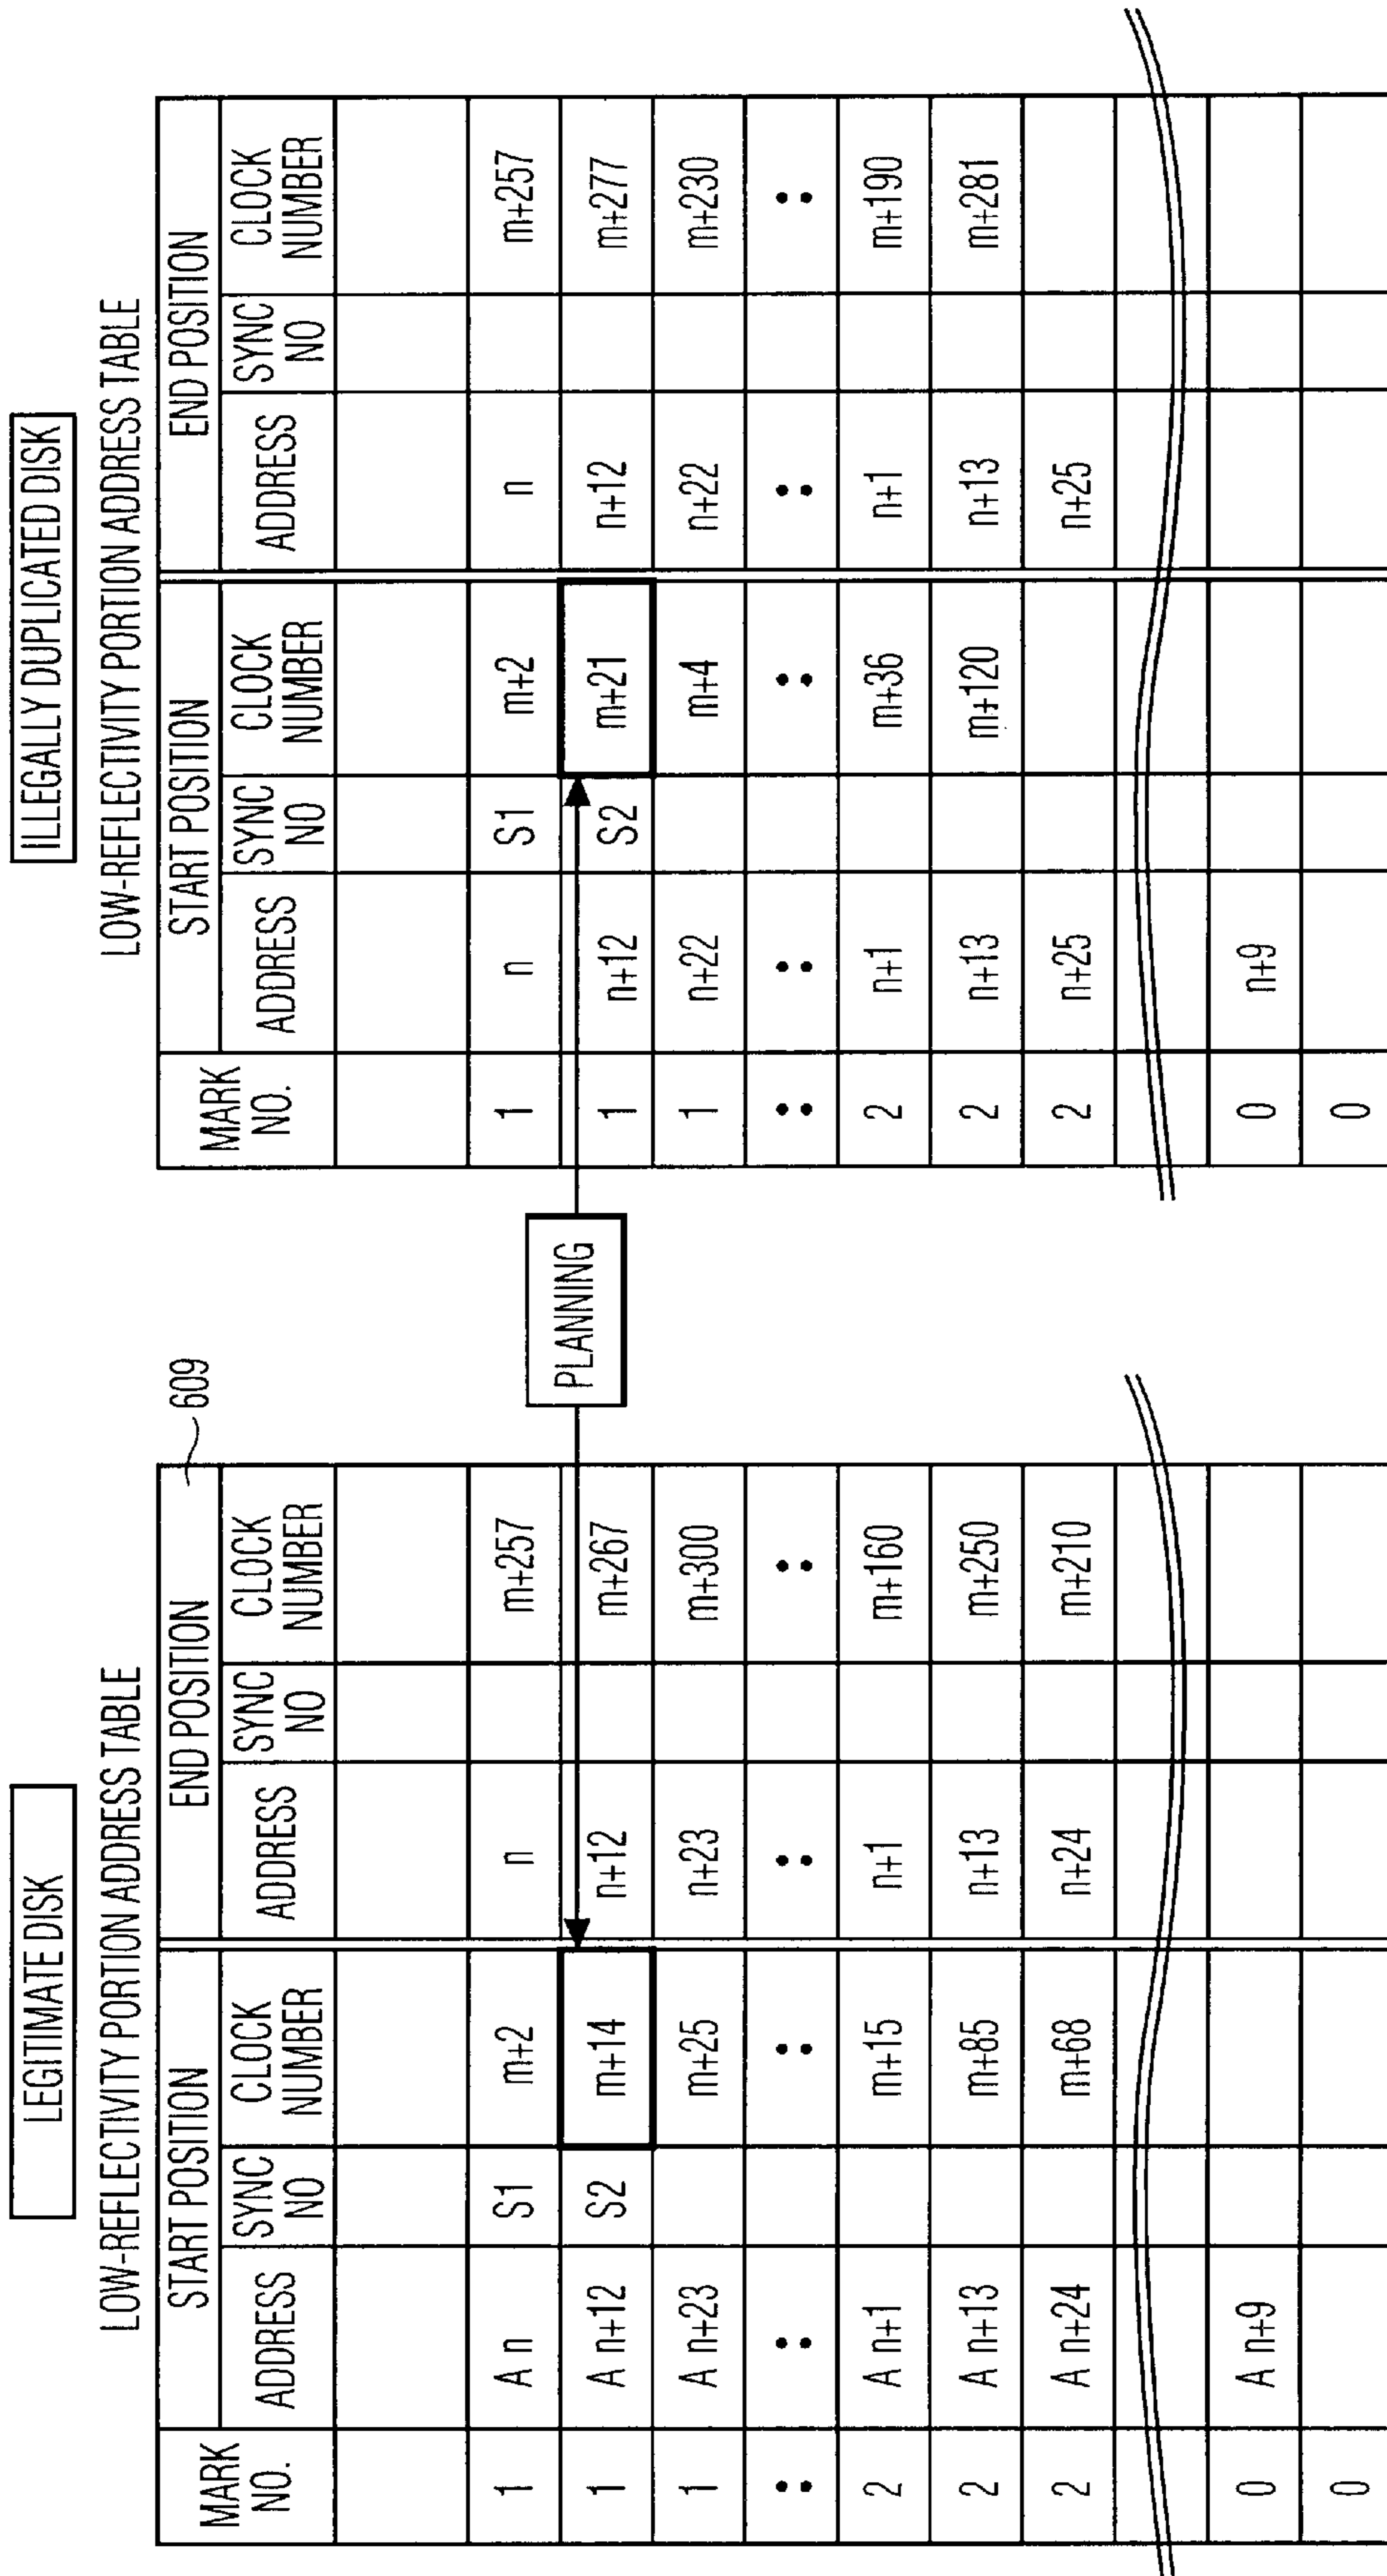 LEGITIMATE DISK
LOW-REFLECTIVITY PORTION ADDRESS TABLE
609
MARK NO. START POSITION END POSITION
ADDRESS SYNC NO CLOCK NUMBER ADDRESS SYNC NO CLOCK NUMBER
1 A n S1 m+2 n m+257
1 A n+12 S2 m+14 n+12 m+267
1 A n+23 m+25 n+23 m+300
: : : : :
2 A n+1 m+15 n+1 m+160
2 A n+13 m+85 n+13 m+250
2 A n+24 m+68 n+24 m+210
0 A n+9
0
PLANNING
ILLEGALLY DUPLICATED DISK
LOW-REFLECTIVITY PORTION ADDRESS TABLE
MARK NO. START POSITION END POSITION
ADDRESS SYNC NO CLOCK NUMBER ADDRESS SYNC NO CLOCK NUMBER
1 n S1 m+2 n m+257
1 n+12 S2 m+21 n+12 m+277
1 n+22 m+4 n+22 m+230
: : : : :
2 n+1 m+36 n+1 m+190
2 n+13 m+120 n+13 m+281
2 n+25 n+25
0 n+9
0